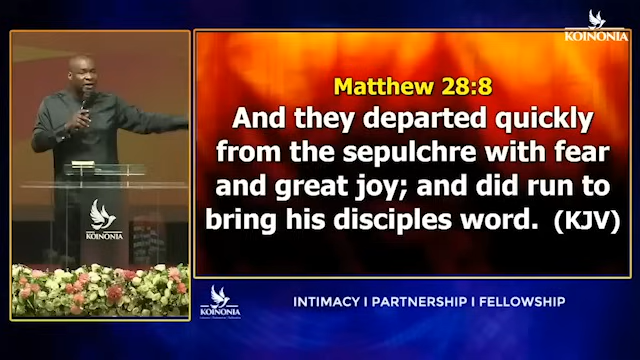 KOINONIA
Matthew 28:8
And they departed quickly
from the sepulchre with fear
and great joy; and did run to
bring his disciples word. (KJV)
KOINONIA
KOINONIA
INTIMACY I PARTNERSHIP I FELLOWSHIP